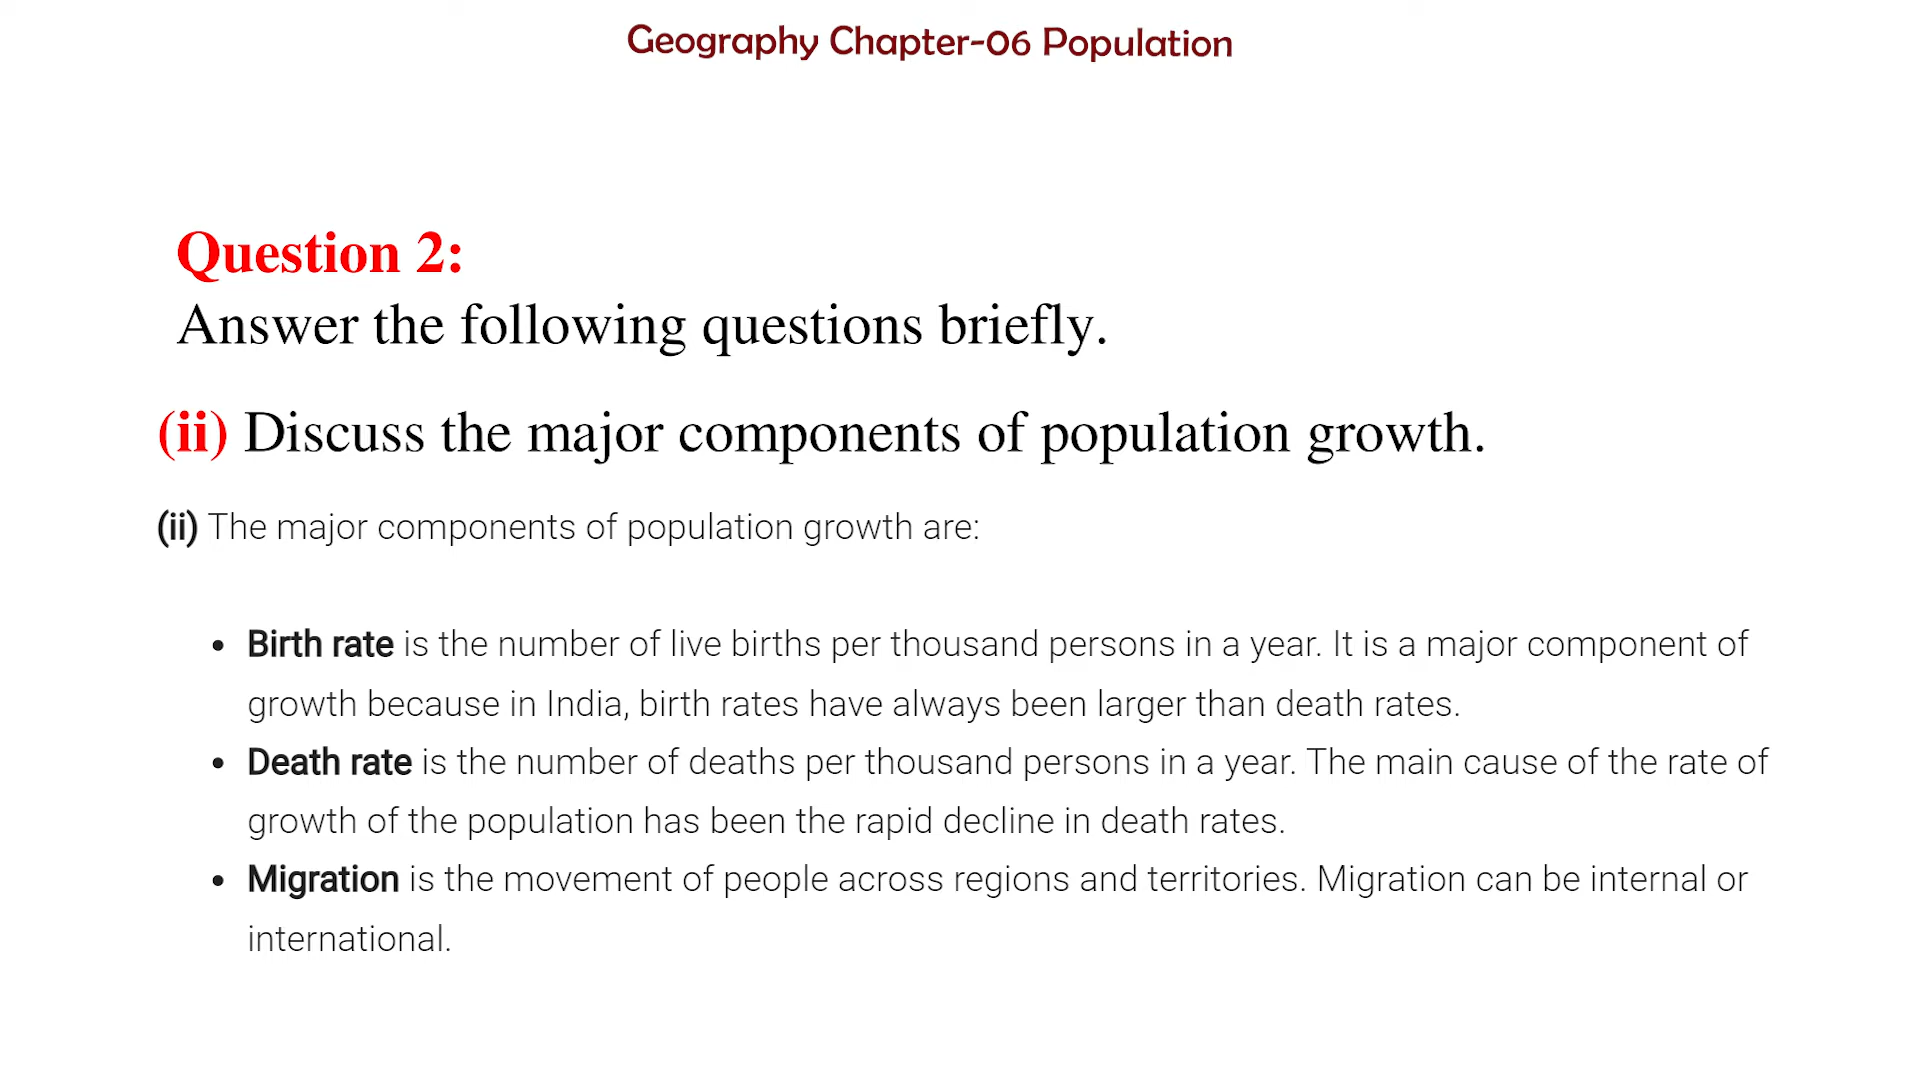 Geography Chapter-06 Population
Question 2:
Answer the following questions briefly.
(ii) Discuss the major components of population growth.
(ii) The major components of population growth are:
• Birth rate is the number of live births per thousand persons in a year. It is a major component of
growth because in India, birth rates have always been larger than death rates.
• Death rate is the number of deaths per thousand persons in a year. The main cause of the rate of
growth of the population has been the rapid decline in death rates.
• Migration is the movement of people across regions and territories. Migration can be internal or
international.